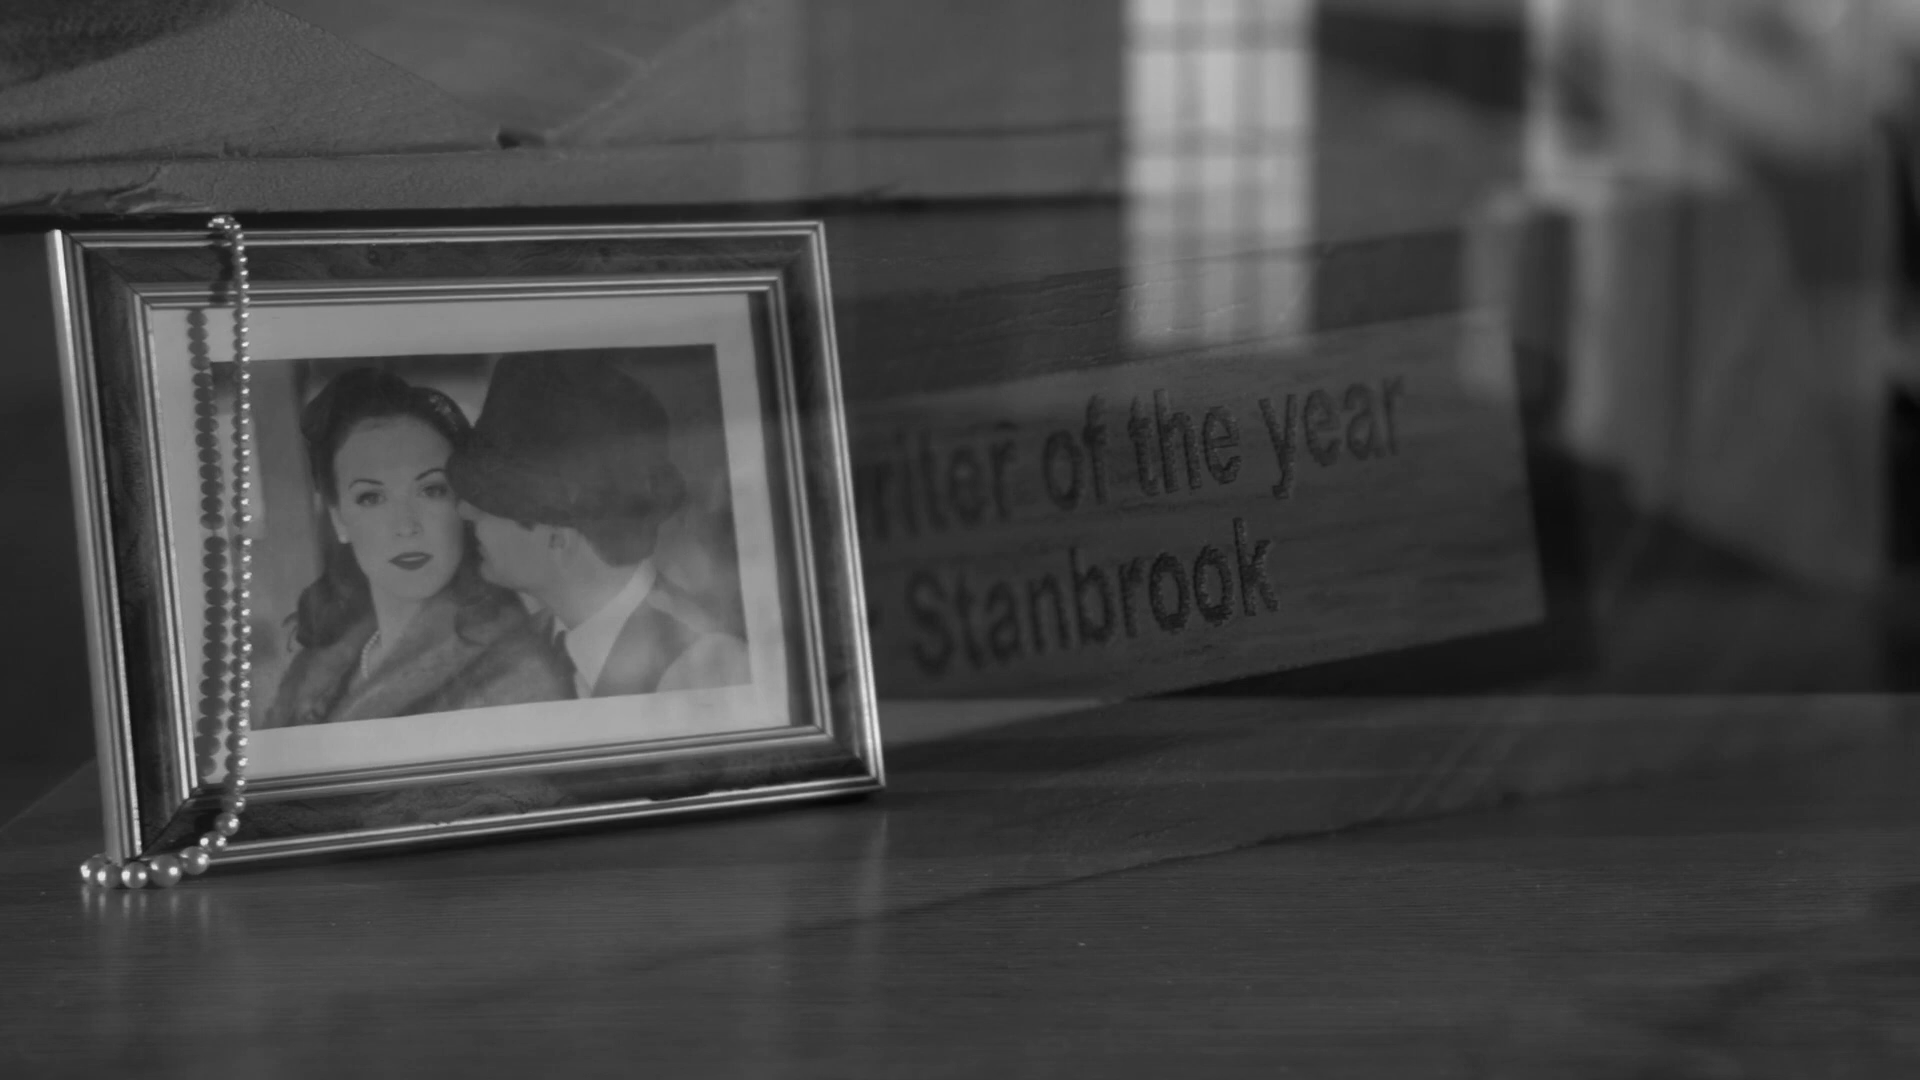 riter of the year
Stanbrook